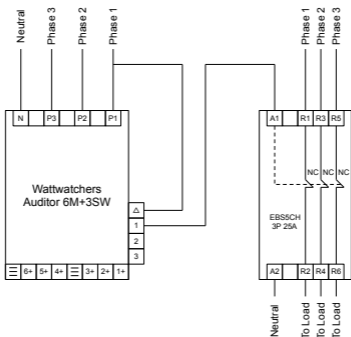 Neutral
Phase 3
Phase 2
Phase 1
Phase 1
Phase 2
Phase 3
N P3 P2 P1
A1 R1 R3 R5
Wattwatchers
Auditor 6M+3SW
NC NC NC
△
1
2
3
EBS5CH
3P 25A
6+ 5+ 4+ 3+ 2+ 1+
A2 R2 R4 R6
Neutral
To Load
To Load
To Load